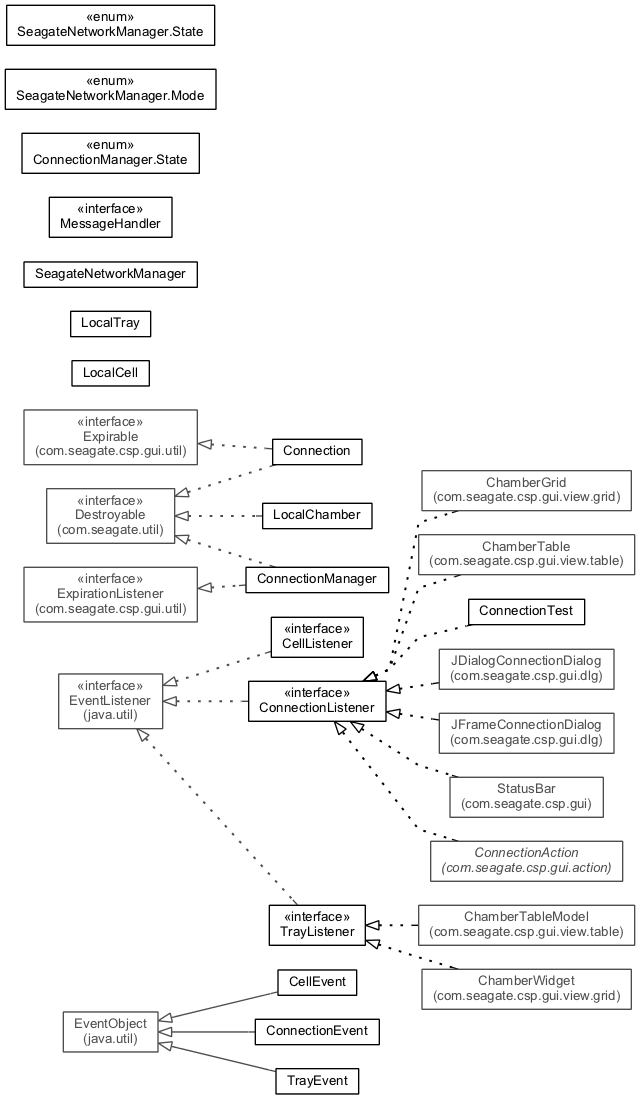 «enum»
SeagateNetworkManager.State
«enum»
SeagateNetworkManager.Mode
«enum»
ConnectionManager.State
«interface»
MessageHandler
SeagateNetworkManager
LocalTray
LocalCell
«interface»
Expirable
(com.seagate.csp.gui.util)
Connection
«interface»
Destroyable
(com.seagate.util)
LocalChamber
«interface»
ExpirationListener
(com.seagate.csp.gui.util)
ConnectionManager
ChamberGrid
(com.seagate.csp.gui.view.grid)
ChamberTable
(com.seagate.csp.gui.view.table)
ConnectionTest
«interface»
CellListener
JDialogConnectionDialog
(com.seagate.csp.gui.dlg)
«interface»
EventListener
(java.util)
«interface»
ConnectionListener
JFrameConnectionDialog
(com.seagate.csp.gui.dlg)
StatusBar
(com.seagate.csp.gui)
ConnectionAction
(com.seagate.csp.gui.action)
«interface»
TrayListener
ChamberTableModel
(com.seagate.csp.gui.view.table)
ChamberWidget
(com.seagate.csp.gui.view.grid)
CellEvent
EventObject
(java.util)
ConnectionEvent
TrayEvent